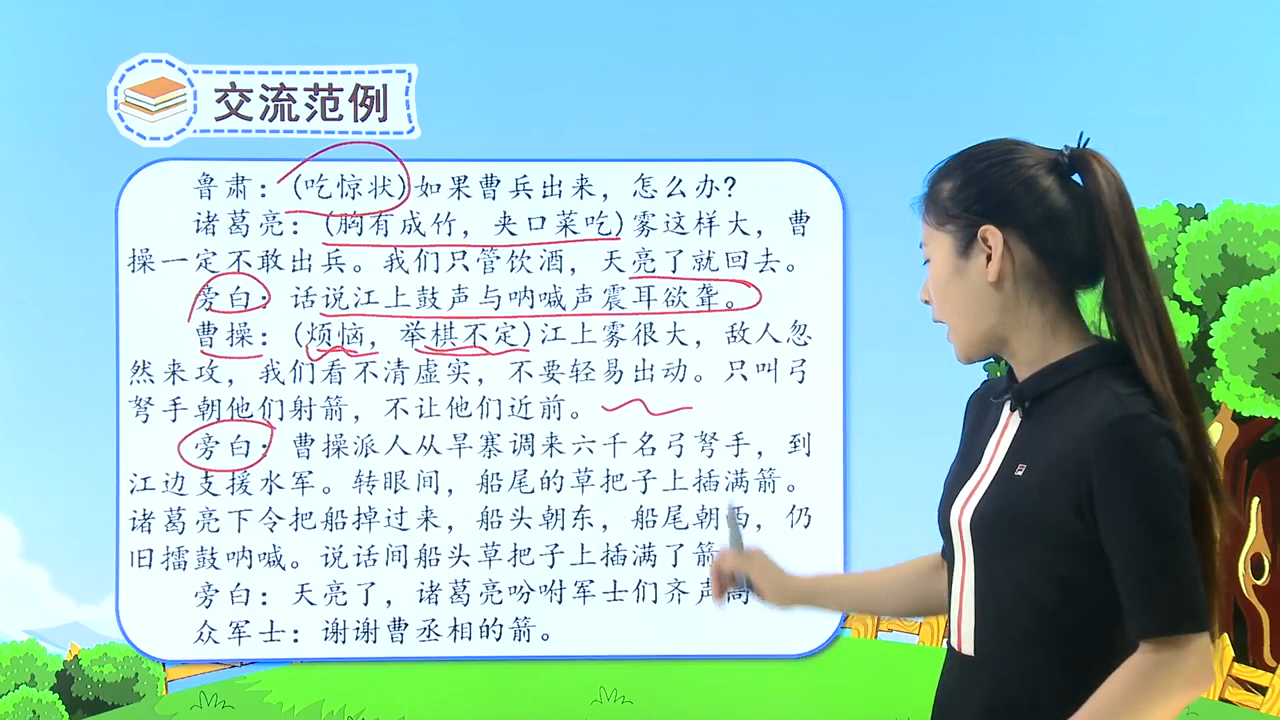 交流范例
鲁肃：(吃惊状)如果曹兵出来，怎么办?
诸葛亮：(胸有成竹，夹口菜吃)雾这样大，曹
操一定不敢出兵。我们只管饮酒，天亮了就回去。
旁白：话说江上鼓声与呐喊声震耳欲聋。
曹操：(烦恼，举棋不定)江上雾很大，敌人忽
然来攻，我们看不清虚实，不要轻易出动。只叫弓
弩手朝他们射箭，不让他们近前。
旁白：曹操派人从旱寨调来六千名弓弩手，到
江边支援水军。转眼间，船尾的草把子上插满箭。
诸葛亮下令把船掉过来，船头朝东，船尾朝西，仍
旧擂鼓呐喊。说话间船头草把子上插满了箭
旁白：天亮了，诸葛亮吩咐军士们齐声高
众军士：谢谢曹丞相的箭。